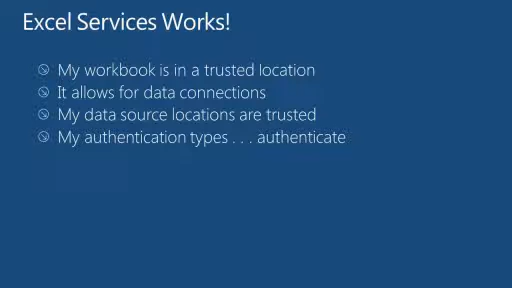 Excel Services Works!
My workbook is in a trusted location
It allows for data connections
My data source locations are trusted
My authentication types . . . authenticate